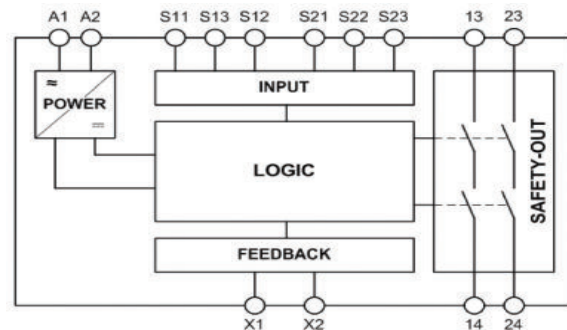 A1 A2 S11 S13 S12 S21 S22 S23 13 23
≈
POWER
INPUT
LOGIC
SAFETY-OUT
FEEDBACK
X1 X2 14 24